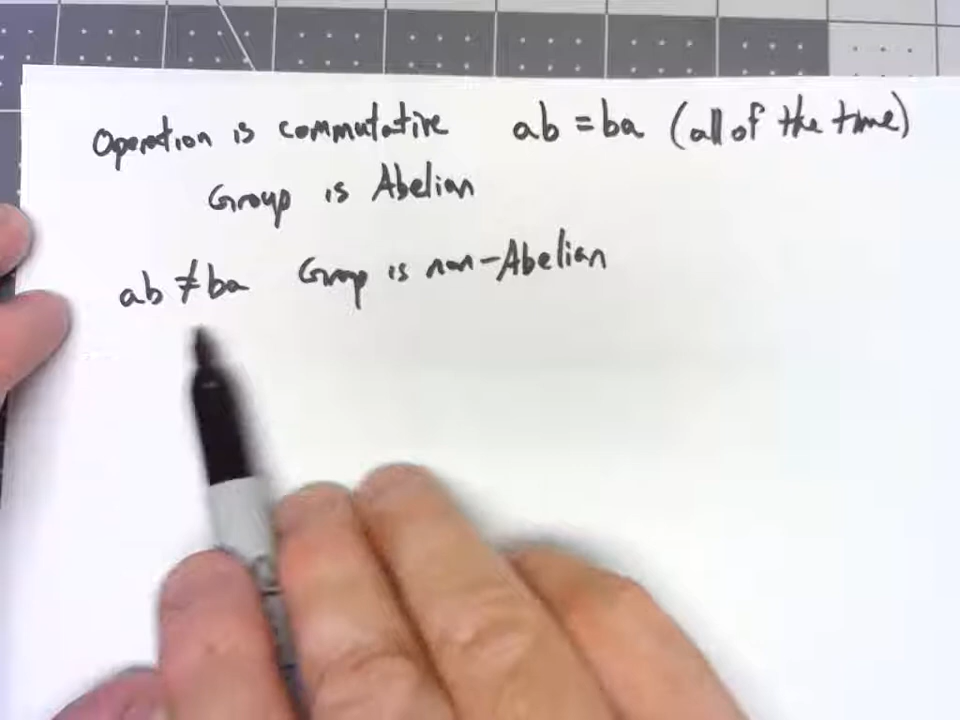 Operation is commutative ab = ba (all of the time)
Group is Abelian
ab ≠ ba Group is non-Abelian